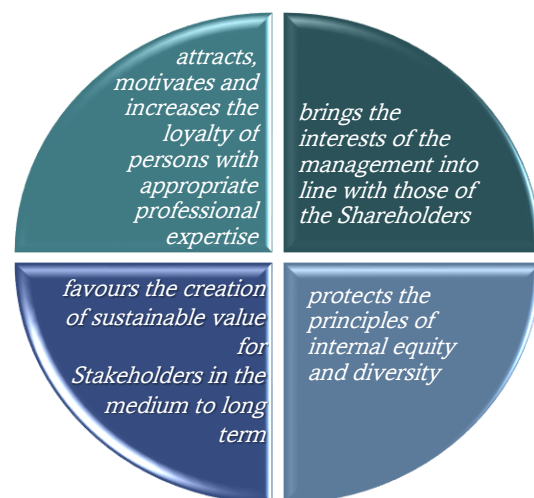 attracts,
motivates and
increases the
loyalty of
persons with
appropriate
professional
expertise
brings the
interests of the
management into
line with those of
the Shareholders
favours the creation
of sustainable value
for
Stakeholders in the
medium to long
term
protects the
principles of
internal equity
and diversity